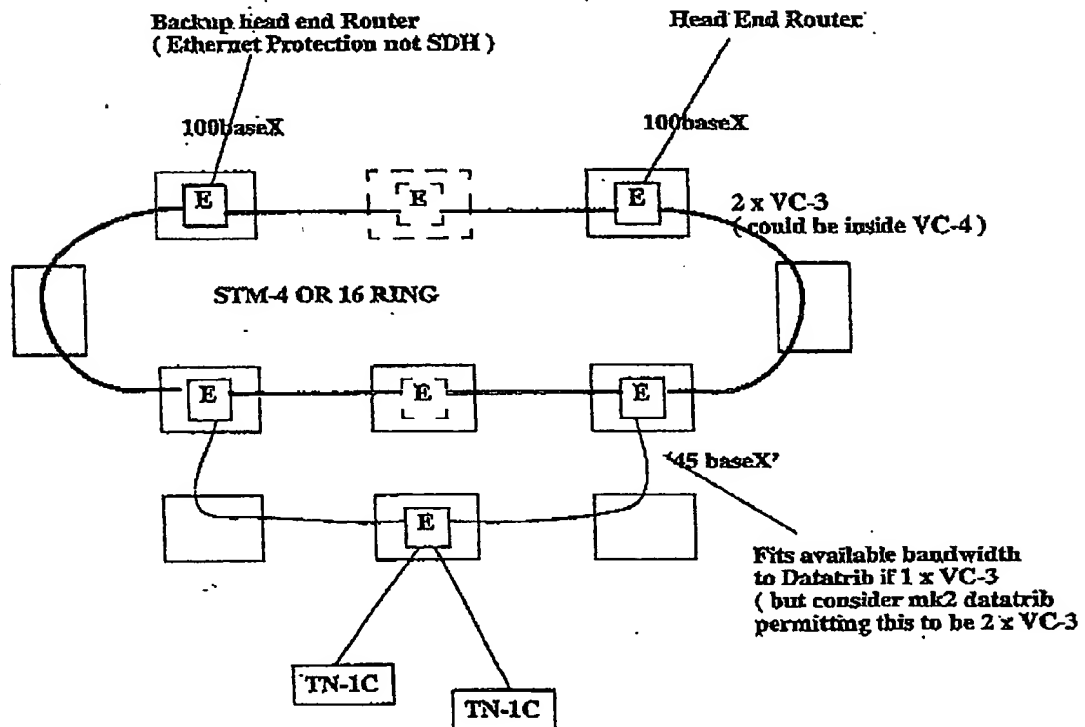 Backup head end Router
( Ethernet Protection not SDH )
Head End Router
100baseX
100baseX
E
E
E
2 x VC-3
( could be inside VC-4 )
STM-4 OR 16 RING
E
E
E
'45 baseX'
E
Fits available bandwidth
to Datatrib if 1 x VC-3
( but consider mk2 datatrib
permitting this to be 2 x VC-3
TN-1C
TN-1C